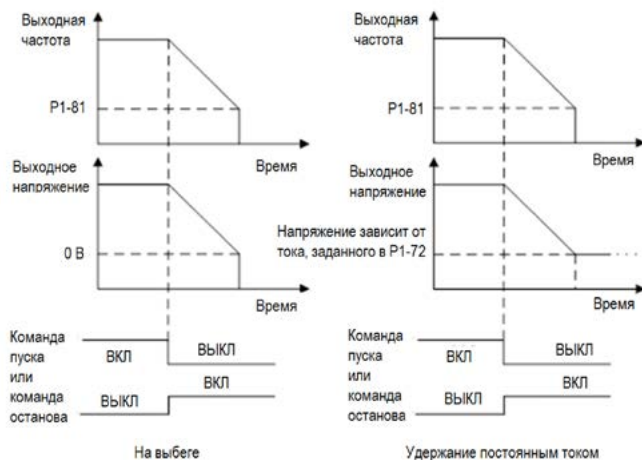 Выходная
частота
P1-81
Время
Выходное
напряжение
0 В
Время
Команда
пуска
или
команда
останова
ВКЛ
ВЫКЛ
ВЫКЛ
ВКЛ
На выбеге
Выходная
частота
P1-81
Время
Выходное
напряжение
Напряжение зависит от
тока, заданного в P1-72
Время
Команда
пуска
или
команда
останова
ВКЛ
ВЫКЛ
ВЫКЛ
ВКЛ
Удержание постоянным током